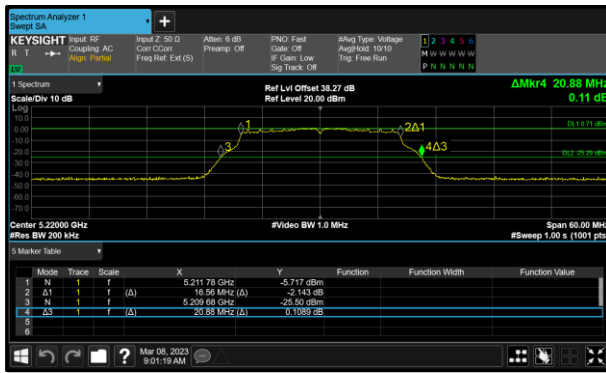 Spectrum Analyzer 1
Swept SA
KEYSIGHT
R T
LXI
Input: RF
Coupling: AC
Align: Partial
Input Z: 50 Ω
Corr CCorr
Freq Ref: Ext (S)
Atten: 6 dB
Preamp: Off
PNO: Fast
Gate: Off
IF Gain: Low
Sig Track: Off
#Avg Type: Voltage
Avg|Hold: 10/10
Trig: Free Run
1 2 3 4 5 6
M W W W W W
P N N N N N
1 Spectrum
Scale/Div 10 dB
Ref Lvl Offset 38.27 dB
Ref Level 20.00 dBm
ΔMkr4 20.88 MHz
0.11 dB
Log
10.0
0.00
-10.0
-20.0
-30.0
-40.0
-50.0
-60.0
-70.0
1
2Δ1
3
4Δ3
DL1 0.71 dBm
DL2 -25.29 dBm
Center 5.22000 GHz
#Res BW 200 kHz
#Video BW 1.0 MHz
Span 60.00 MHz
#Sweep 1.00 s (1001 pts)
5 Marker Table
Mode Trace Scale X Y Function Function Width Function Value
1 N 1 f 5.211 78 GHz -5.717 dBm
2 Δ1 1 f (Δ) 16.56 MHz (Δ) -2.143 dB
3 N 1 f 5.209 68 GHz -25.50 dBm
4 Δ3 1 f (Δ) 20.88 MHz (Δ) 0.1089 dB
5
6
?
Mar 08, 2023
9:01:19 AM